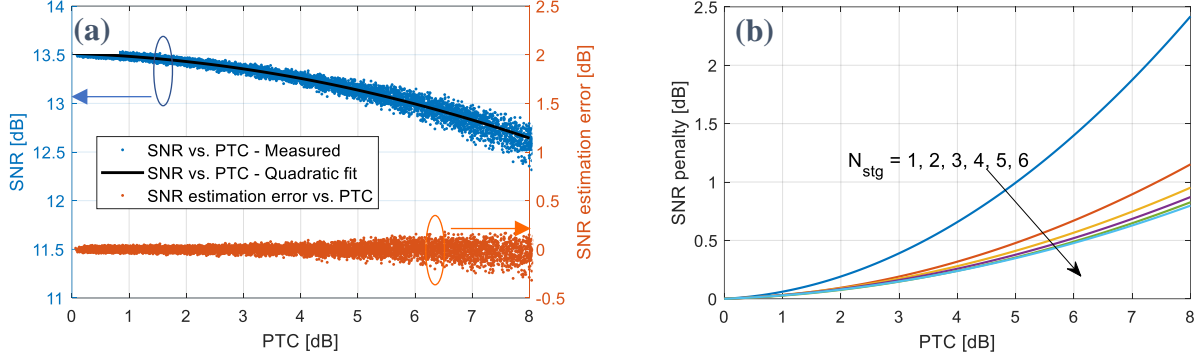 (a)
14
13.5
13
12.5
12
11.5
11
SNR [dB]
2.5
2
1.5
1
0.5
0
-0.5
SNR estimation error [dB]
SNR vs. PTC - Measured
SNR vs. PTC - Quadratic fit
SNR estimation error vs. PTC
0 1 2 3 4 5 6 7 8
PTC [dB]
(b)
2.5
2
1.5
1
0.5
0
SNR penalty [dB]
N_stg = 1, 2, 3, 4, 5, 6
0 1 2 3 4 5 6 7 8
PTC [dB]